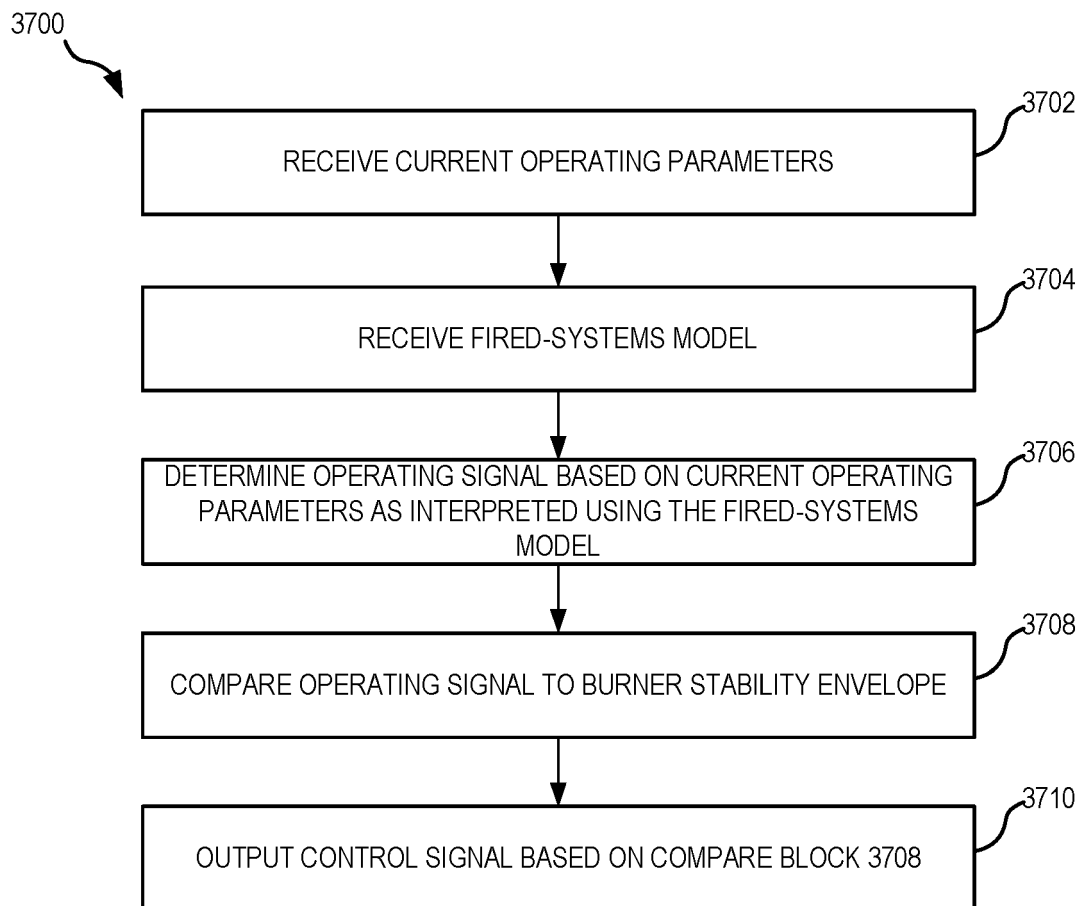 3700
3702
RECEIVE CURRENT OPERATING PARAMETERS
3704
RECEIVE FIRED-SYSTEMS MODEL
3706
DETERMINE OPERATING SIGNAL BASED ON CURRENT OPERATING
PARAMETERS AS INTERPRETED USING THE FIRED-SYSTEMS
MODEL
3708
COMPARE OPERATING SIGNAL TO BURNER STABILITY ENVELOPE
3710
OUTPUT CONTROL SIGNAL BASED ON COMPARE BLOCK 3708